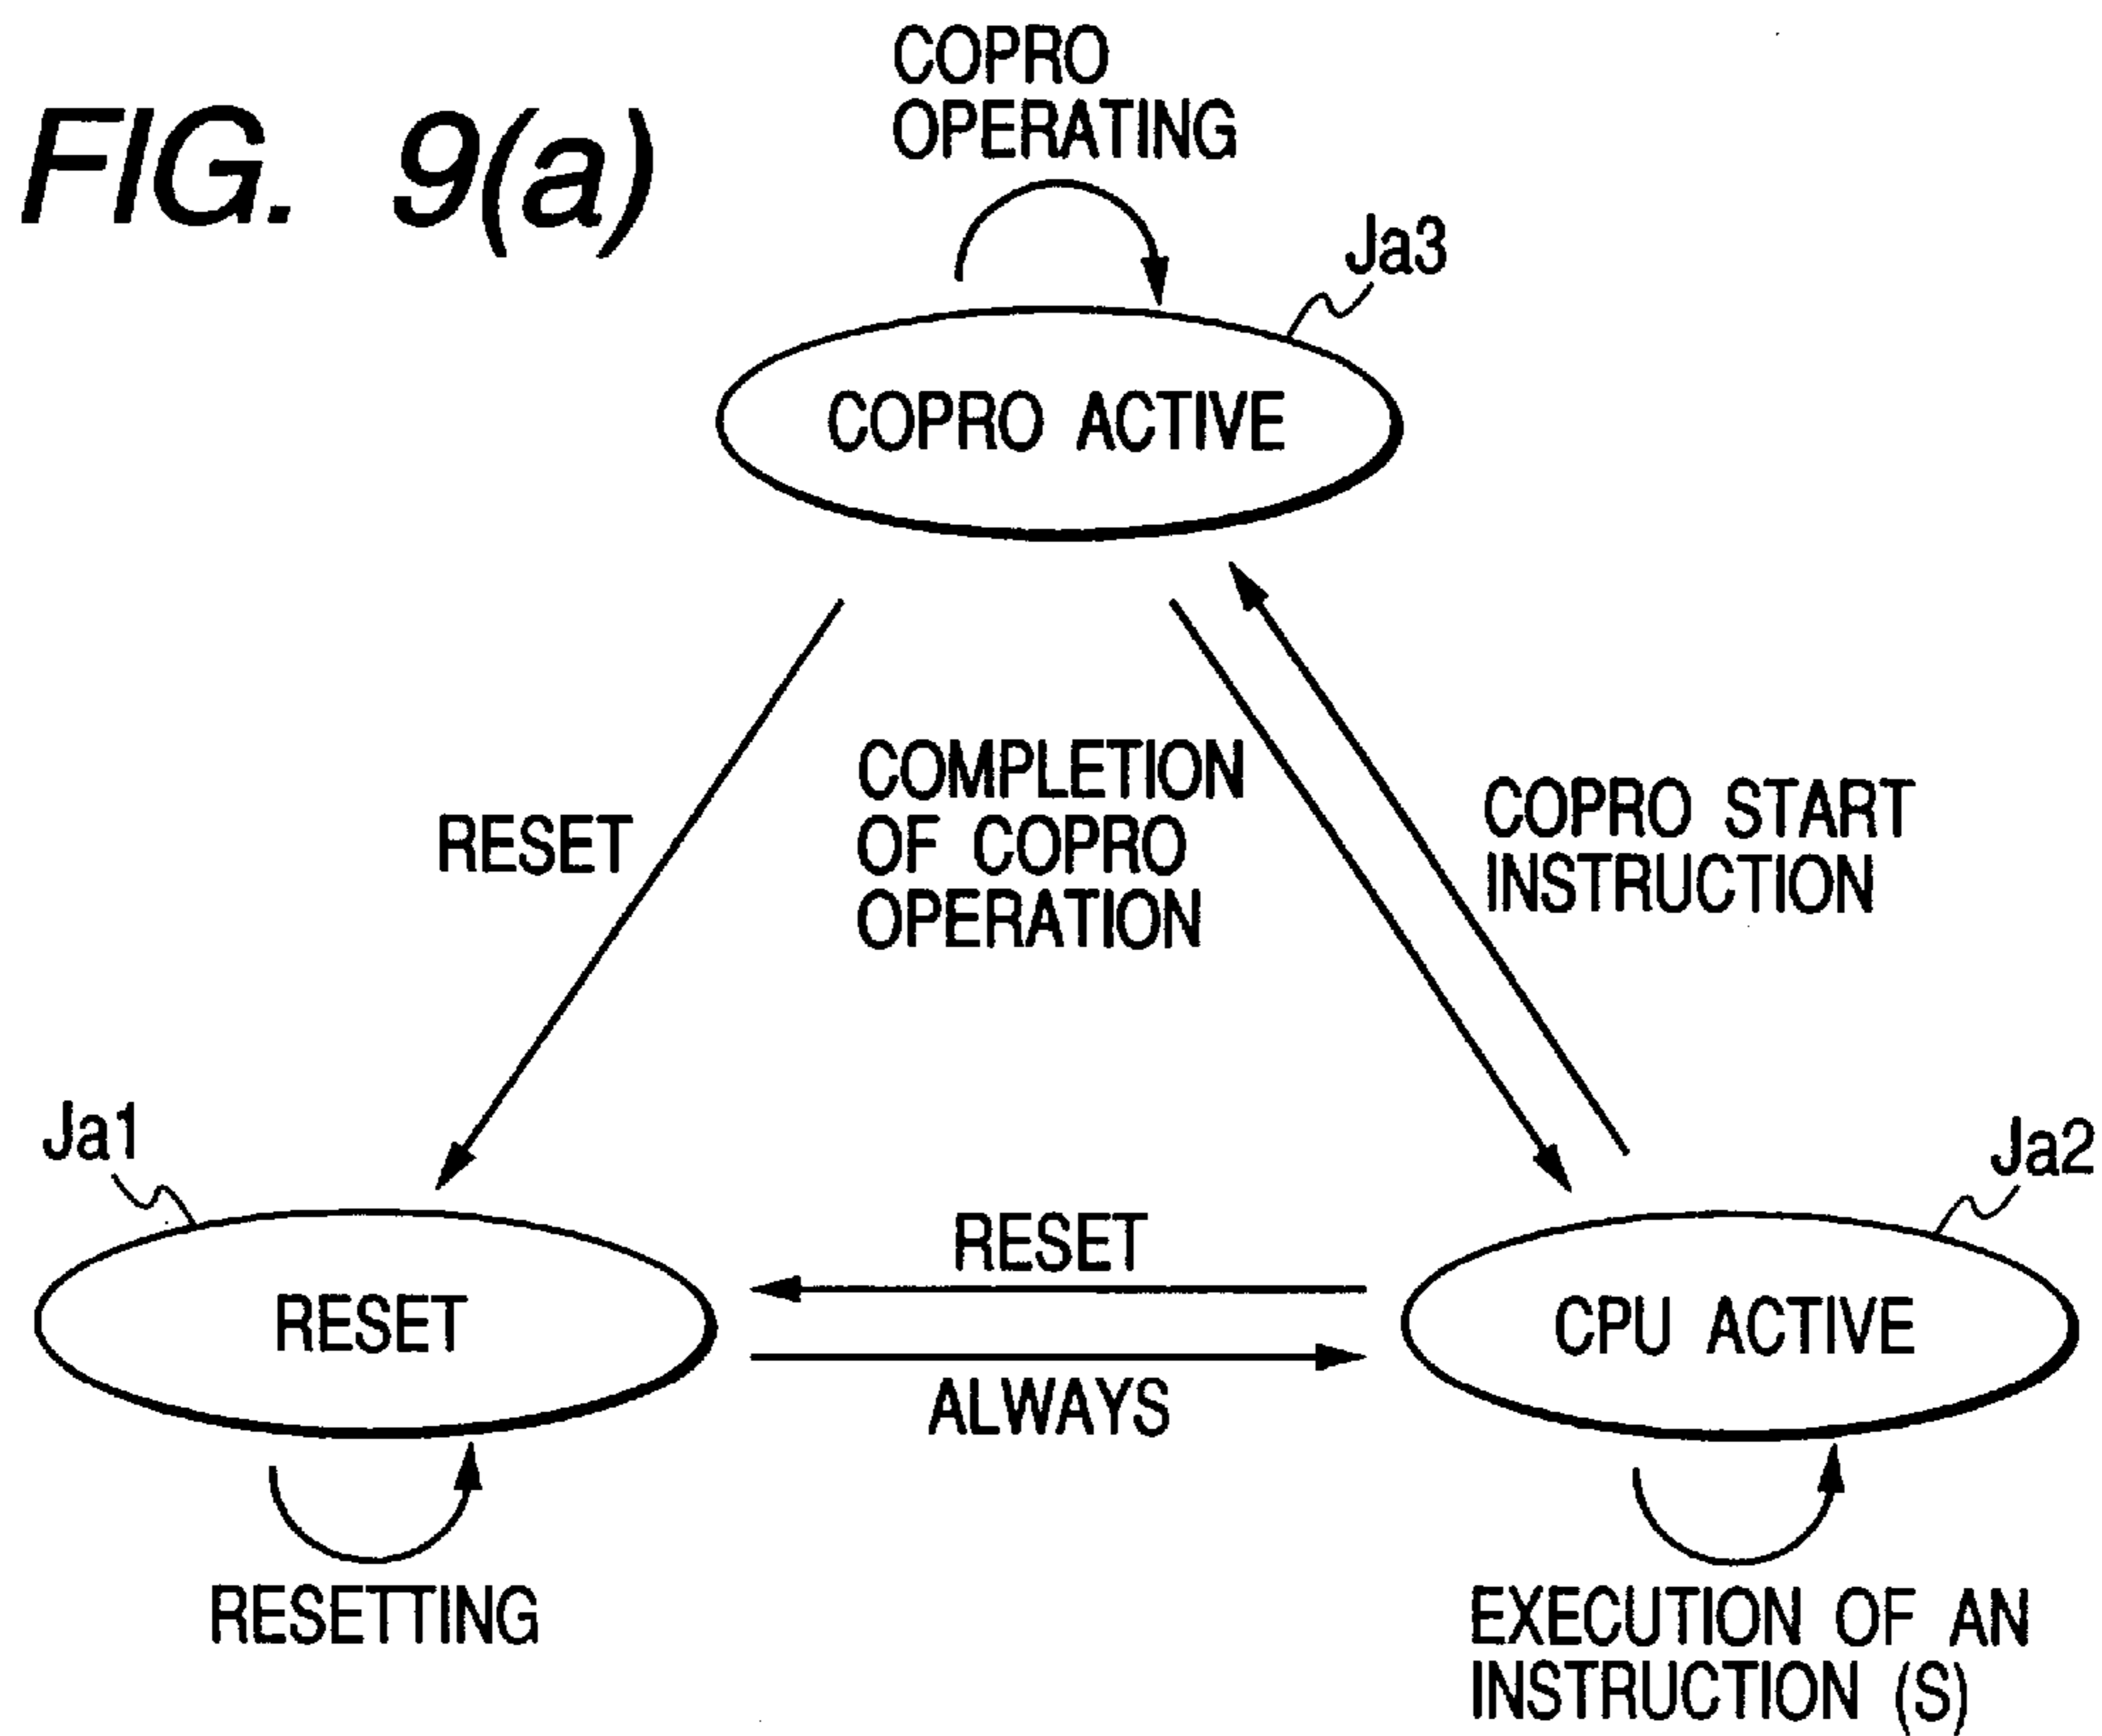 FIG. 9(a)
COPRO
OPERATING
Ja3
COPRO ACTIVE
RESET
COMPLETION
OF COPRO
OPERATION
COPRO START
INSTRUCTION
Ja1
Ja2
RESET
RESET
CPU ACTIVE
ALWAYS
RESETTING
EXECUTION OF AN
INSTRUCTION (S)